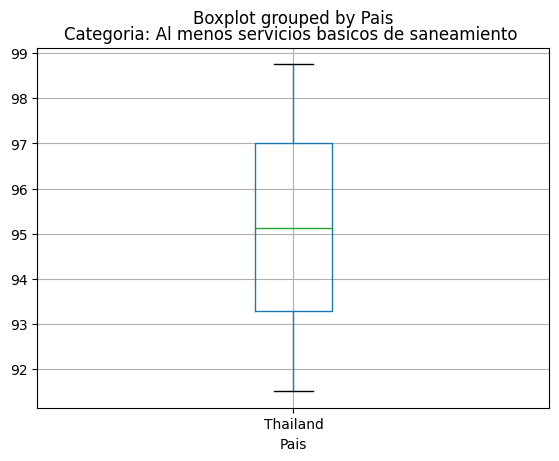 Boxplot grouped by Pais
Categoria: Al menos servicios basicos de saneamiento
99
98
97
96
95
94
93
92
Thailand
Pais